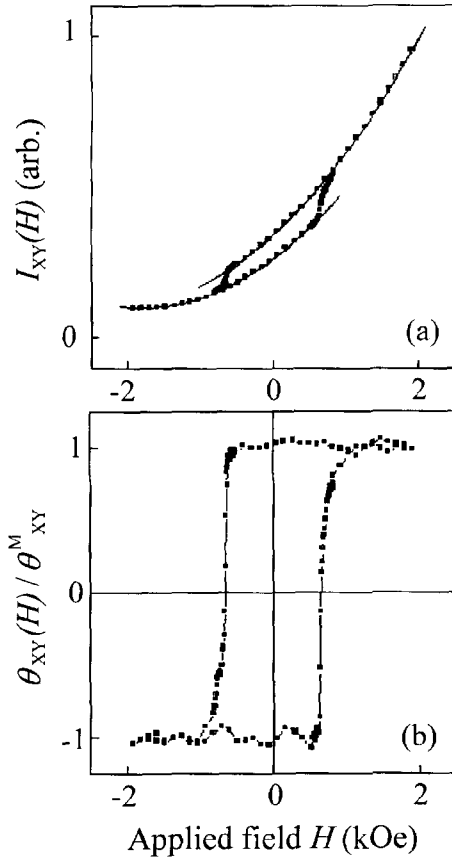 1
I_XY(H) (arb.)
0
(a)
-2 0 2
1
θ_XY(H) / θ^M_XY
0
-1
(b)
-2 0 2
Applied field H (kOe)